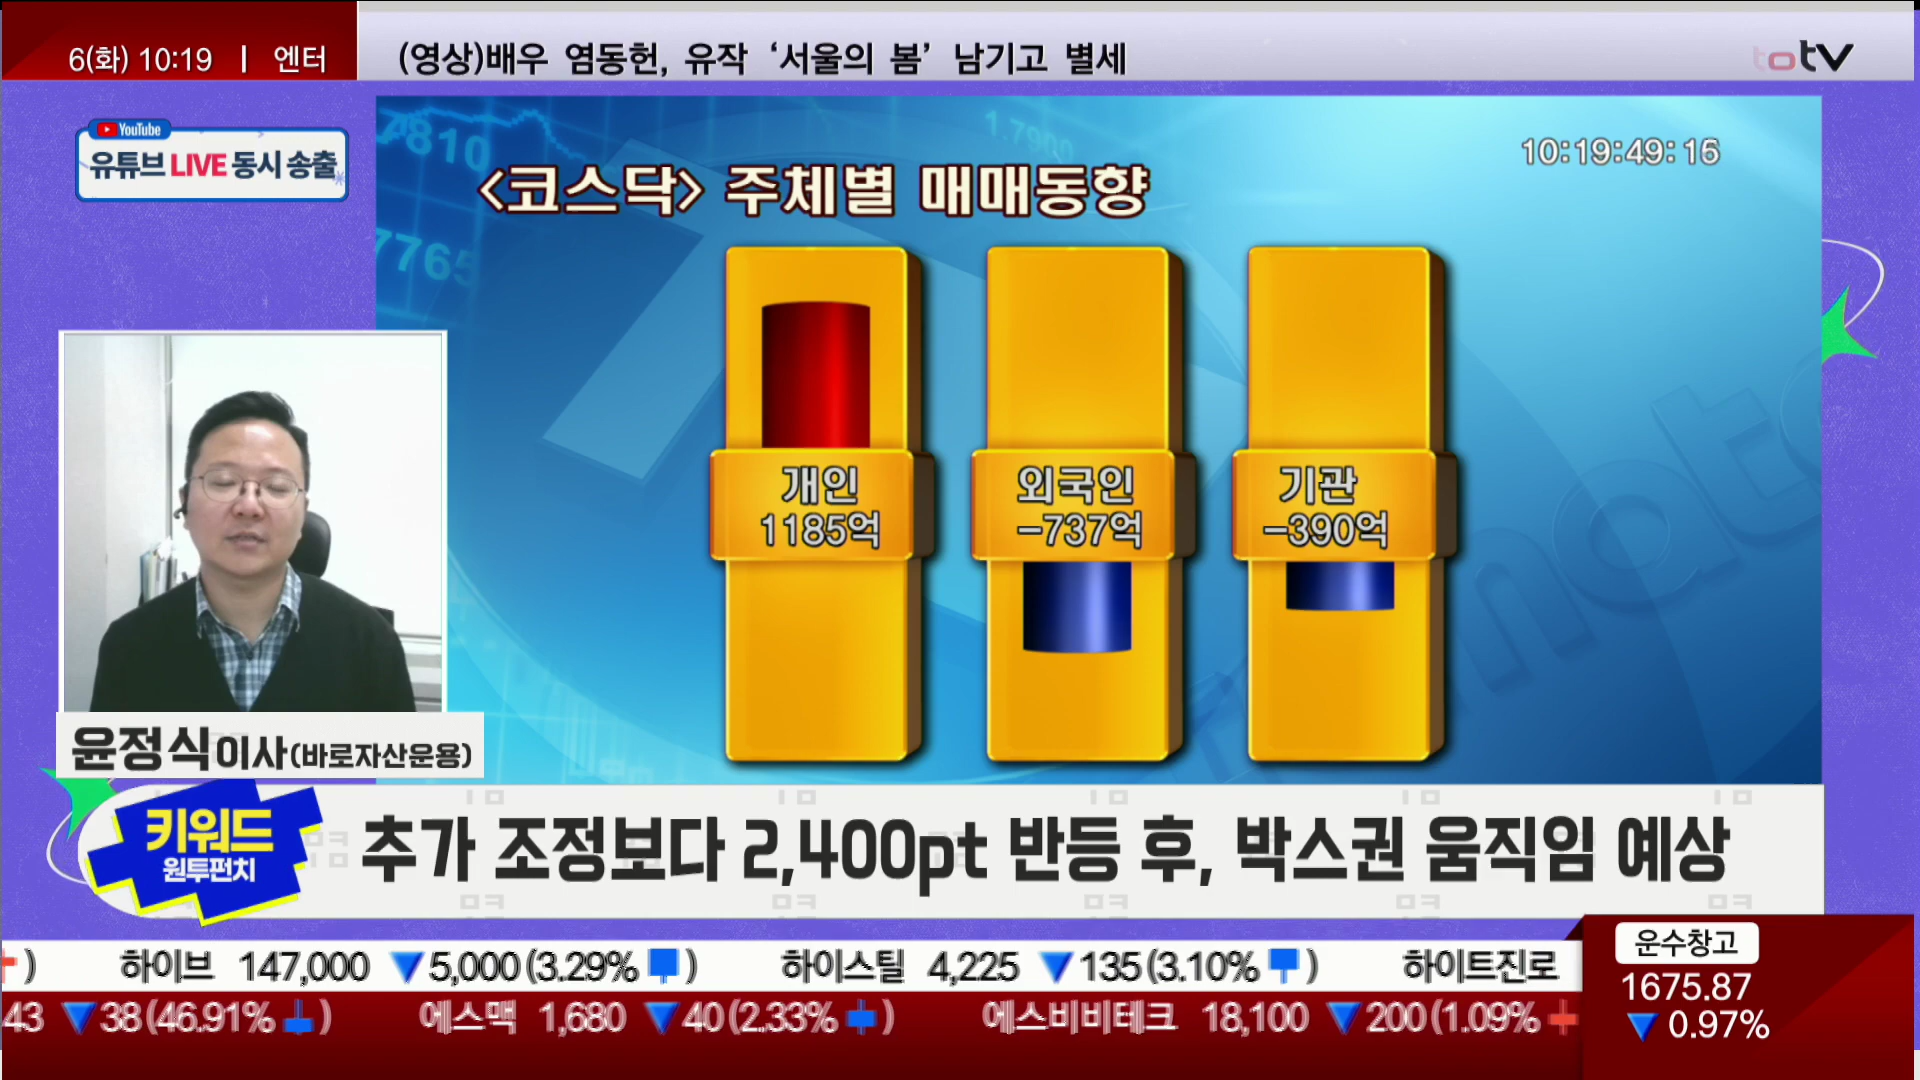 6(화) 10:19 | 엔터
(영상)배우 염동헌, 유작 ‘서울의 봄’ 남기고 별세
totv
YouTube
유튜브 LIVE 동시 송출
7810
1.7900
7765
<코스닥> 주체별 매매동향
10:19:49:15
개인
1185억
외국인
-737억
기관
-390억
윤정식이사(바로자산운용)
키워드
원투펀치
추가 조정보다 2,400pt 반등 후, 박스권 움직임 예상
) 하이브 147,000 ▼5,000(3.29% ) 하이스틸 4,225 ▼135(3.10% ) 하이트진로
43 ▼38(46.91% ) 에스맥 1,680 ▼40(2.33% ) 에스비비테크 18,100 ▼200(1.09%
운수창고
1675.87
▼ 0.97%